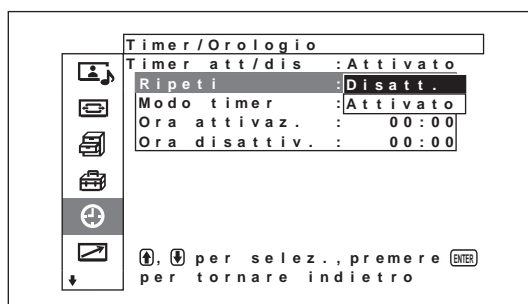 Timer/Orologio
Timer att/dis :Attivato
Ripeti :Disatt.
Modo timer :Attivato
Ora attivaz. : 00:00
Ora disattiv. : 00:00
, per selez.,premere ENTER
per tornare indietro